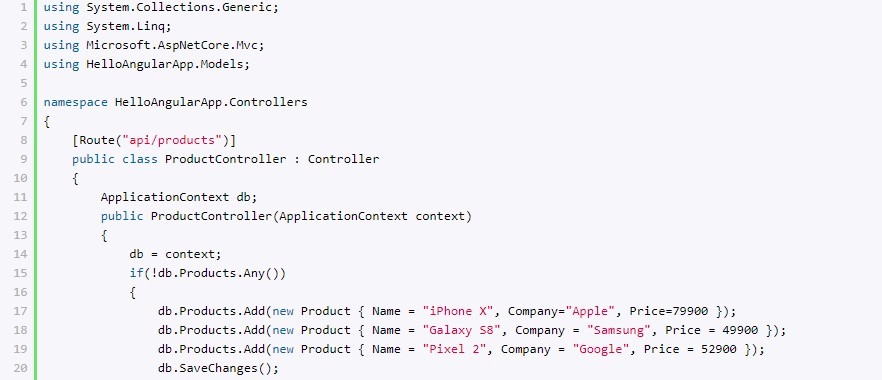 1 using System.Collections.Generic;
2 using System.Linq;
3 using Microsoft.AspNetCore.Mvc;
4 using HelloAngularApp.Models;
5
6 namespace HelloAngularApp.Controllers
7 {
8     [Route("api/products")]
9     public class ProductController : Controller
10     {
11         ApplicationContext db;
12         public ProductController(ApplicationContext context)
13         {
14             db = context;
15             if(!db.Products.Any())
16             {
17                 db.Products.Add(new Product { Name = "iPhone X", Company="Apple", Price=79900 });
18                 db.Products.Add(new Product { Name = "Galaxy S8", Company = "Samsung", Price = 49900 });
19                 db.Products.Add(new Product { Name = "Pixel 2", Company = "Google", Price = 52900 });
20                 db.SaveChanges();